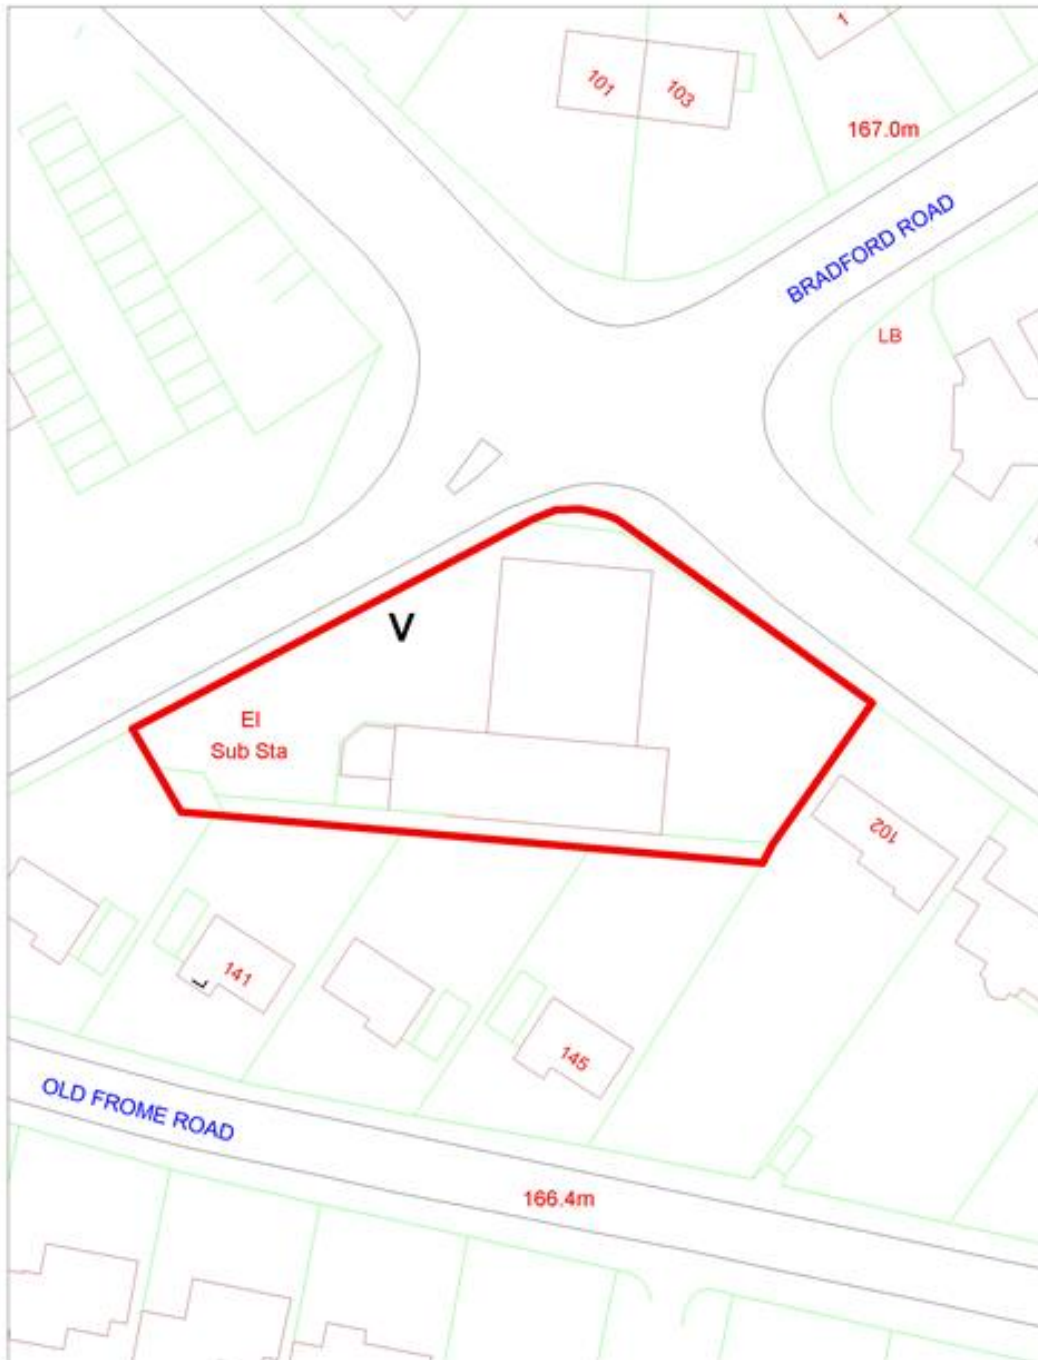 1
101
103
167.0m
BRADFORD ROAD
LB
V
El
Sub Sta
102
141
145
OLD FROME ROAD
166.4m